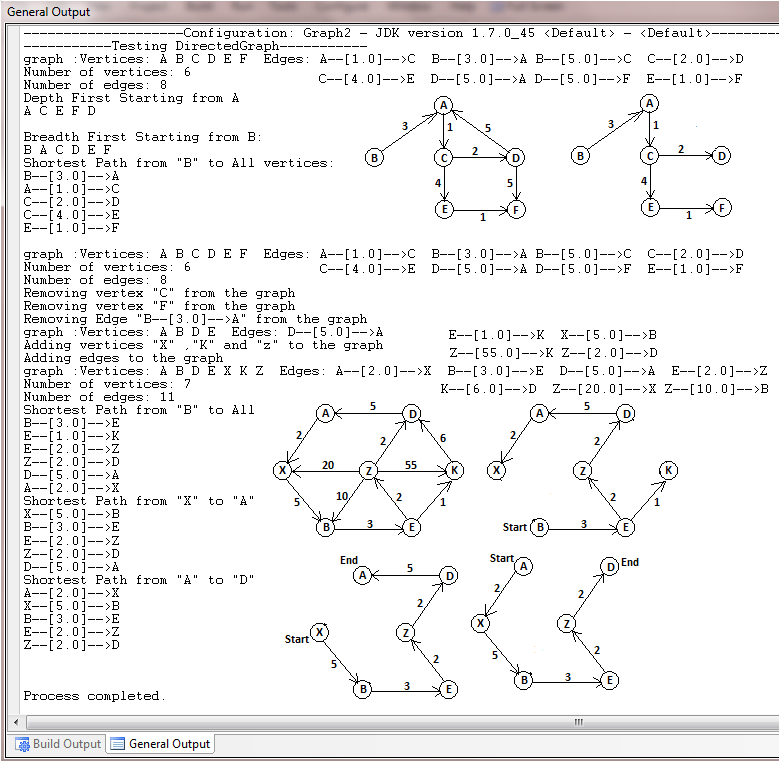 General Output
--------------------Configuration: Graph2 - JDK version 1.7.0_45 <Default> - <Default>--------
-----------Testing DirectedGraph-----------
graph :Vertices: A B C D E F  Edges: A--[1.0]-->C  B--[3.0]-->A  B--[5.0]-->C  C--[2.0]-->D
Number of vertices: 6
C--[4.0]-->E  D--[5.0]-->A  D--[5.0]-->F  E--[1.0]-->F
Number of edges: 8
Depth First Starting from A
A C E F D
Breadth First Starting from B:
B A C D E F
Shortest Path from "B" to All vertices:
B--[3.0]-->A
A--[1.0]-->C
C--[2.0]-->D
C--[4.0]-->E
E--[1.0]-->F
A
3
1
5
B
C
2
D
4
5
E
1
F
A
3
1
B
C
2
D
4
E
1
F
graph :Vertices: A B C D E F  Edges: A--[1.0]-->C  B--[3.0]-->A  B--[5.0]-->C  C--[2.0]-->D
Number of vertices: 6
C--[4.0]-->E  D--[5.0]-->A  D--[5.0]-->F  E--[1.0]-->F
Number of edges: 8
Removing vertex "C" from the graph
Removing vertex "F" from the graph
Removing Edge "B--[3.0]-->A" from the graph
graph :Vertices: A B D E  Edges: D--[5.0]-->A
Adding vertices "X" ,"K" and "z" to the graph
Adding edges to the graph
E--[1.0]-->K  X--[5.0]-->B
Z--[55.0]-->K  Z--[2.0]-->D
graph :Vertices: A B D E X K Z  Edges: A--[2.0]-->X  B--[3.0]-->E  D--[5.0]-->A  E--[2.0]-->Z
Number of vertices: 7
K--[6.0]-->D  Z--[20.0]-->X  Z--[10.0]-->B
Number of edges: 11
Shortest Path from "B" to All
B--[3.0]-->E
E--[1.0]-->K
E--[2.0]-->Z
Z--[2.0]-->D
D--[5.0]-->A
A--[2.0]-->X
Shortest Path from "X" to "A"
X--[5.0]-->B
B--[3.0]-->E
E--[2.0]-->Z
Z--[2.0]-->D
D--[5.0]-->A
Shortest Path from "A" to "D"
A--[2.0]-->X
X--[5.0]-->B
B--[3.0]-->E
E--[2.0]-->Z
Z--[2.0]-->D
A
5
D
2
2
6
X
20
Z
55
K
5
10
2
1
B
3
E
A
5
D
2
2
X
Z
K
2
1
Start
B
3
E
End
A
5
D
2
Start
X
Z
5
2
B
3
E
Start
A
D
End
2
2
X
Z
5
2
B
3
E
Process completed.
Build Output
General Output